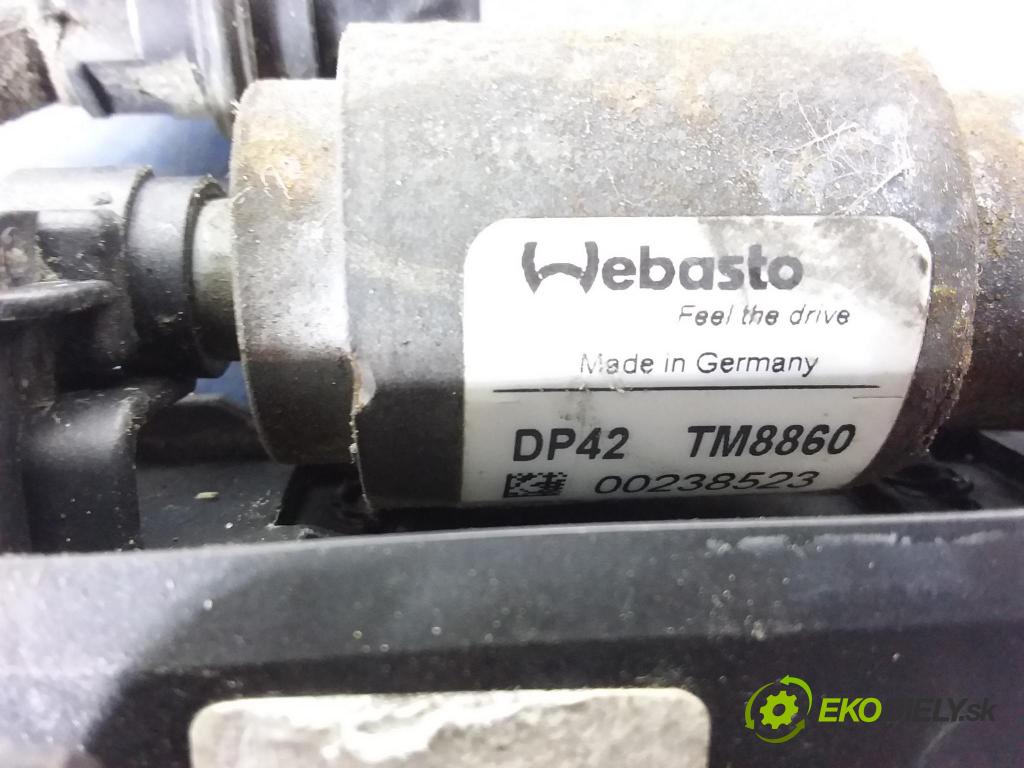 Webasto
Feel the drive
Made in Germany
DP42 TM8860
00238523
EKODIELY.sk